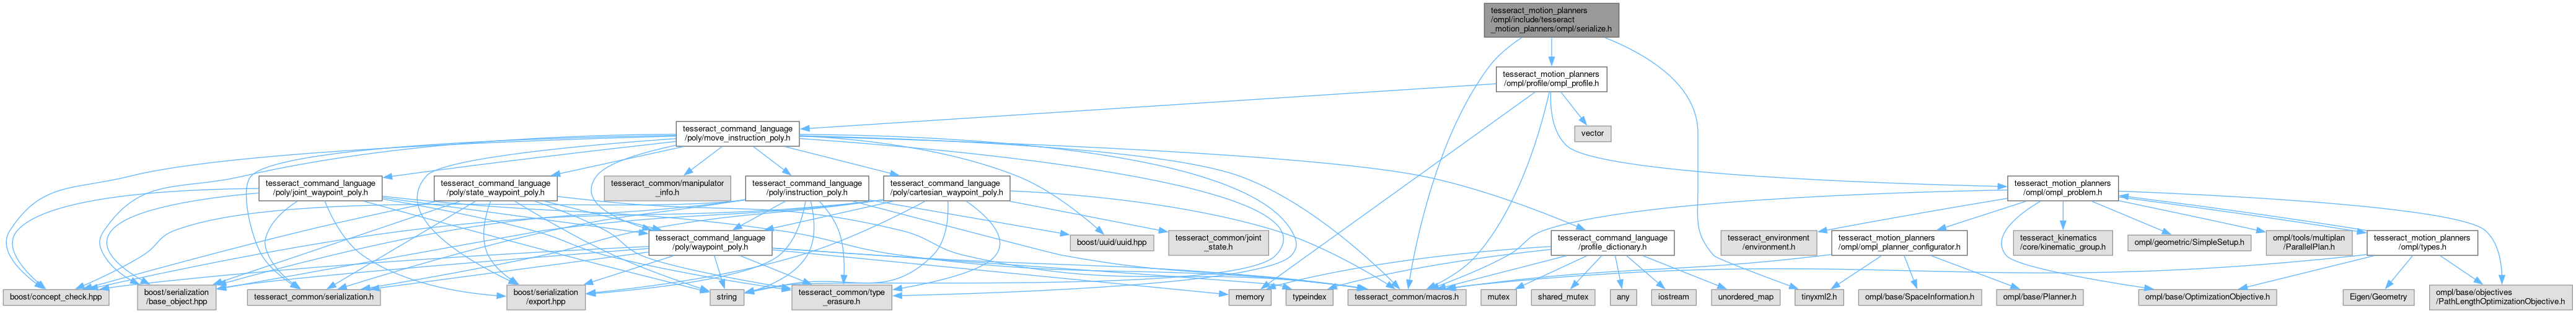 tesseract_motion_planners
/ompl/include/tesseract
_motion_planners/ompl/serialize.h
tesseract_motion_planners
/ompl/profile/ompl_profile.h
tesseract_command_language
/poly/move_instruction_poly.h
vector
tesseract_command_language
/poly/joint_waypoint_poly.h
tesseract_command_language
/poly/state_waypoint_poly.h
tesseract_common/manipulator
_info.h
tesseract_command_language
/poly/instruction_poly.h
tesseract_command_language
/poly/cartesian_waypoint_poly.h
tesseract_motion_planners
/ompl/ompl_problem.h
tesseract_command_language
/poly/waypoint_poly.h
boost/uuid/uuid.hpp
tesseract_common/joint
_state.h
tesseract_command_language
/profile_dictionary.h
tesseract_environment
/environment.h
tesseract_motion_planners
/ompl/ompl_planner_configurator.h
tesseract_kinematics
/core/kinematic_group.h
ompl/geometric/SimpleSetup.h
ompl/tools/multiplan
/ParallelPlan.h
tesseract_motion_planners
/ompl/types.h
boost/concept_check.hpp
boost/serialization
/base_object.hpp
tesseract_common/serialization.h
boost/serialization
/export.hpp
string
tesseract_common/type
_erasure.h
memory
typeindex
tesseract_common/macros.h
mutex
shared_mutex
any
iostream
unordered_map
tinyxml2.h
ompl/base/SpaceInformation.h
ompl/base/Planner.h
ompl/base/OptimizationObjective.h
Eigen/Geometry
ompl/base/objectives
/PathLengthOptimizationObjective.h